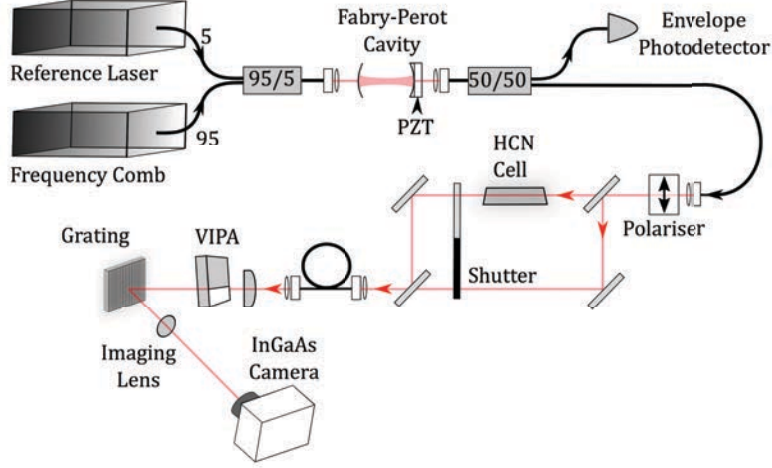 Fabry-Perot
Cavity
Envelope
Photodetector
5
Reference Laser
95/5
50/50
PZT
95
Frequency Comb
HCN
Cell
Polariser
Grating
VIPA
Shutter
Imaging
Lens
InGaAs
Camera